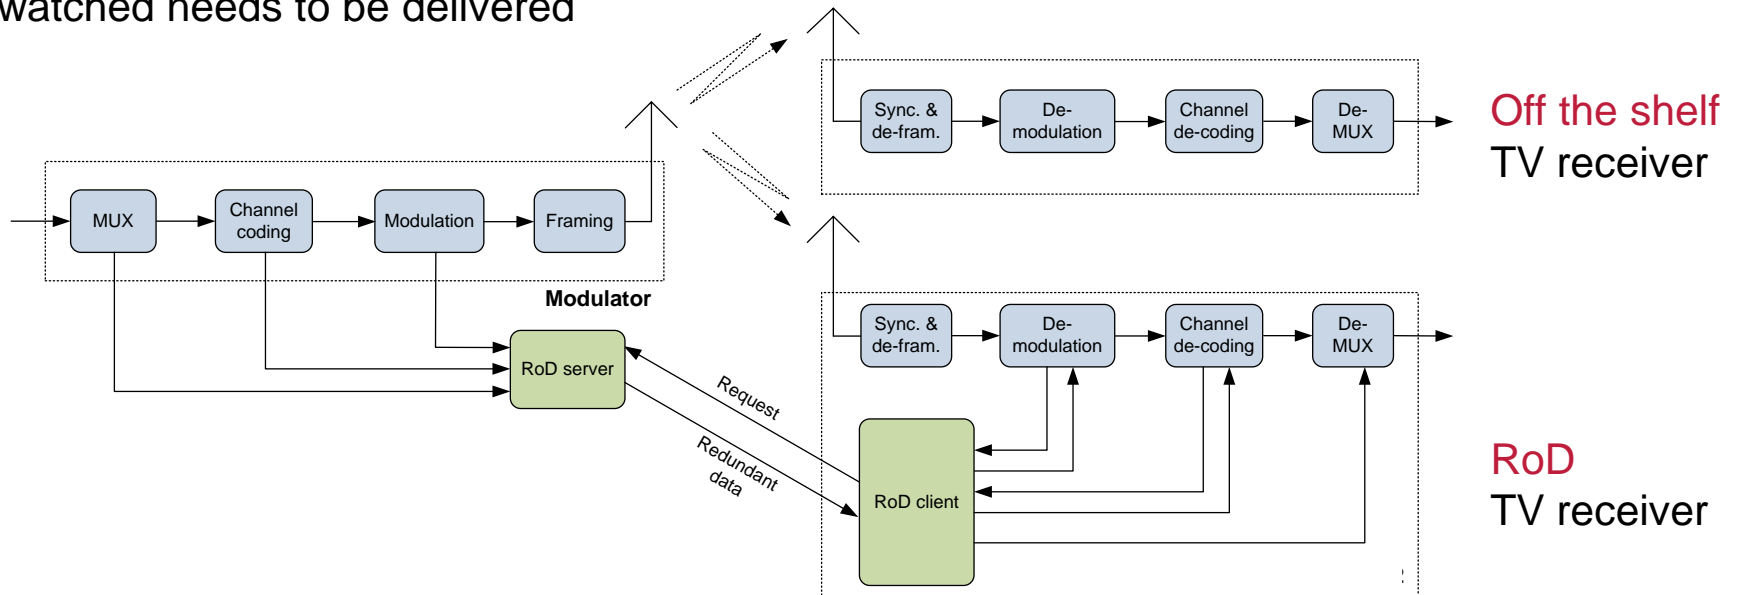 watched needs to be delivered
Sync. &
de-fram.
De-
modulation
Channel
de-coding
De-
MUX
Off the shelf
TV receiver
MUX
Channel
coding
Modulation
Framing
Modulator
RoD server
Request
Redundant
data
Sync. &
de-fram.
De-
modulation
Channel
de-coding
De-
MUX
RoD client
RoD
TV receiver